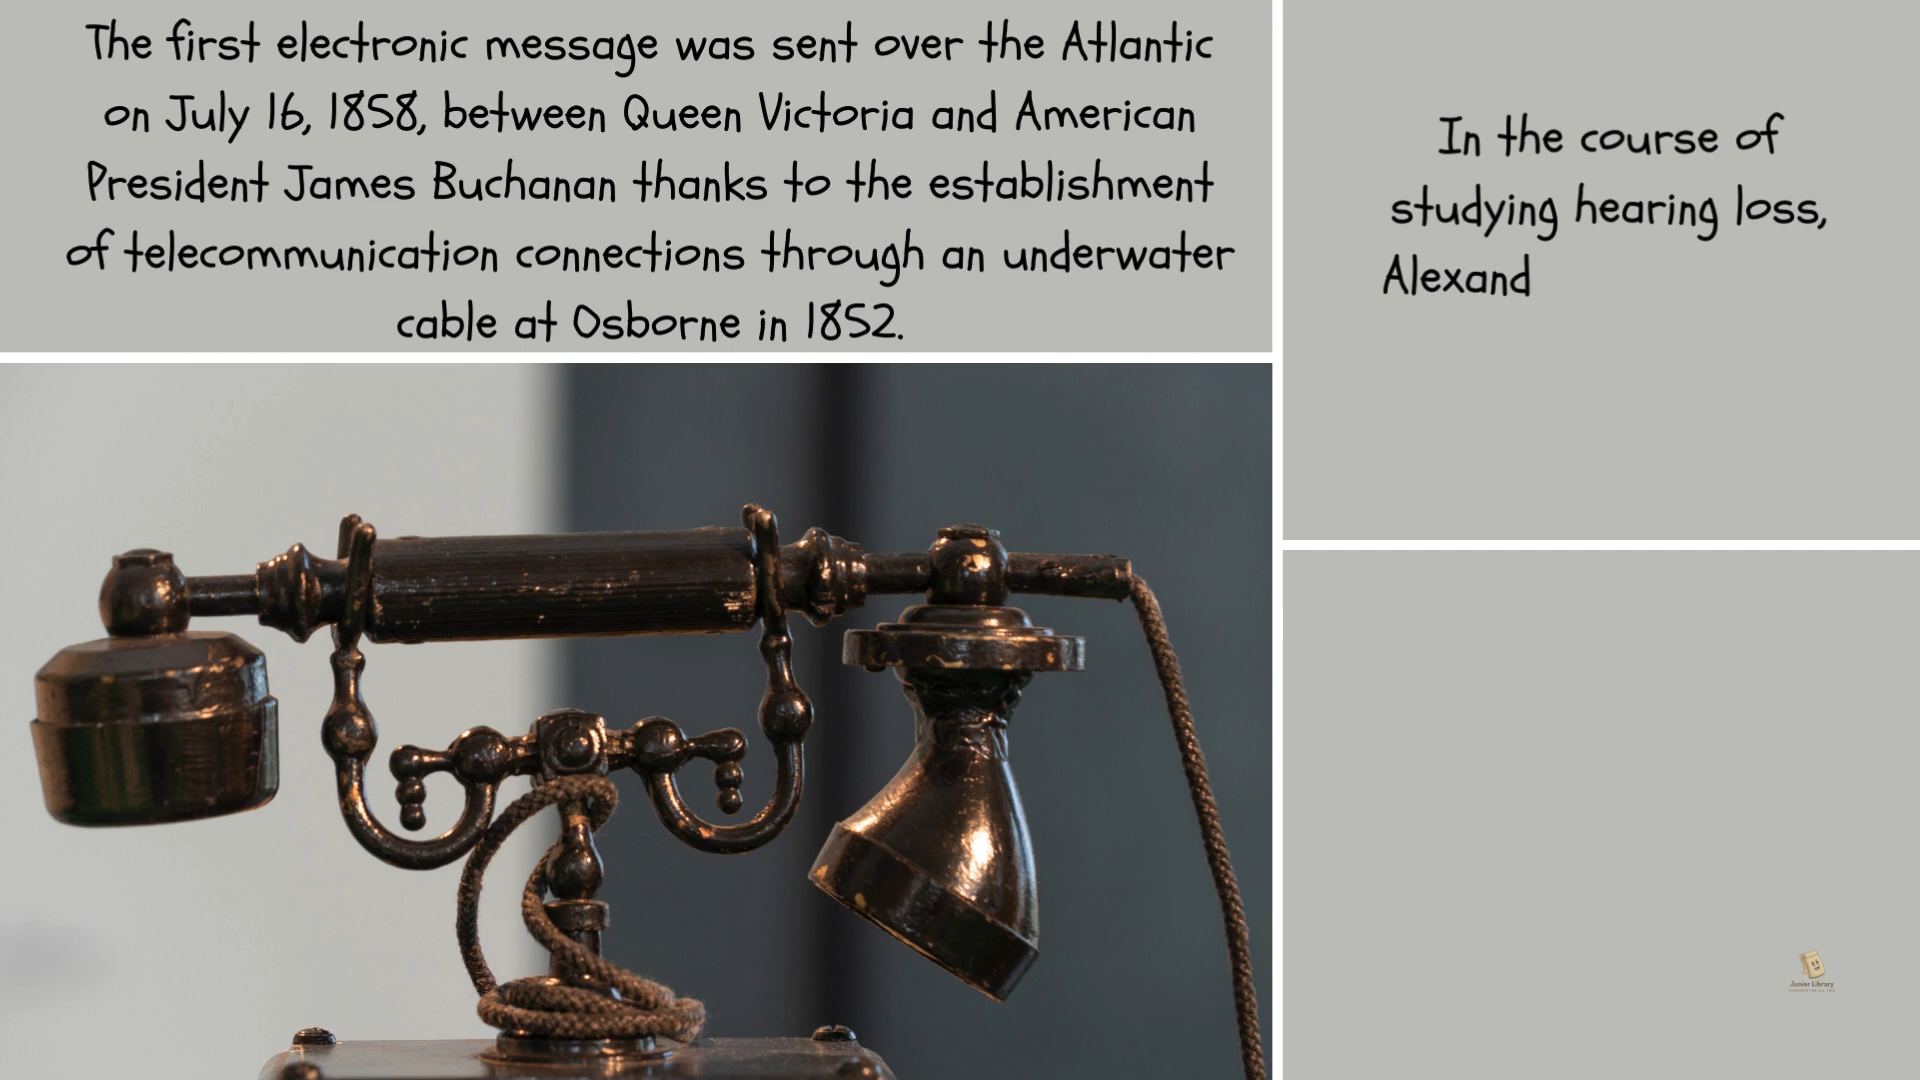 The first electronic message was sent over the Atlantic
on July 16, 1858, between Queen Victoria and American
President James Buchanan thanks to the establishment
of telecommunication connections through an underwater
cable at Osborne in 1852.
In the course of
studying hearing loss,
Alexand
Junior Library